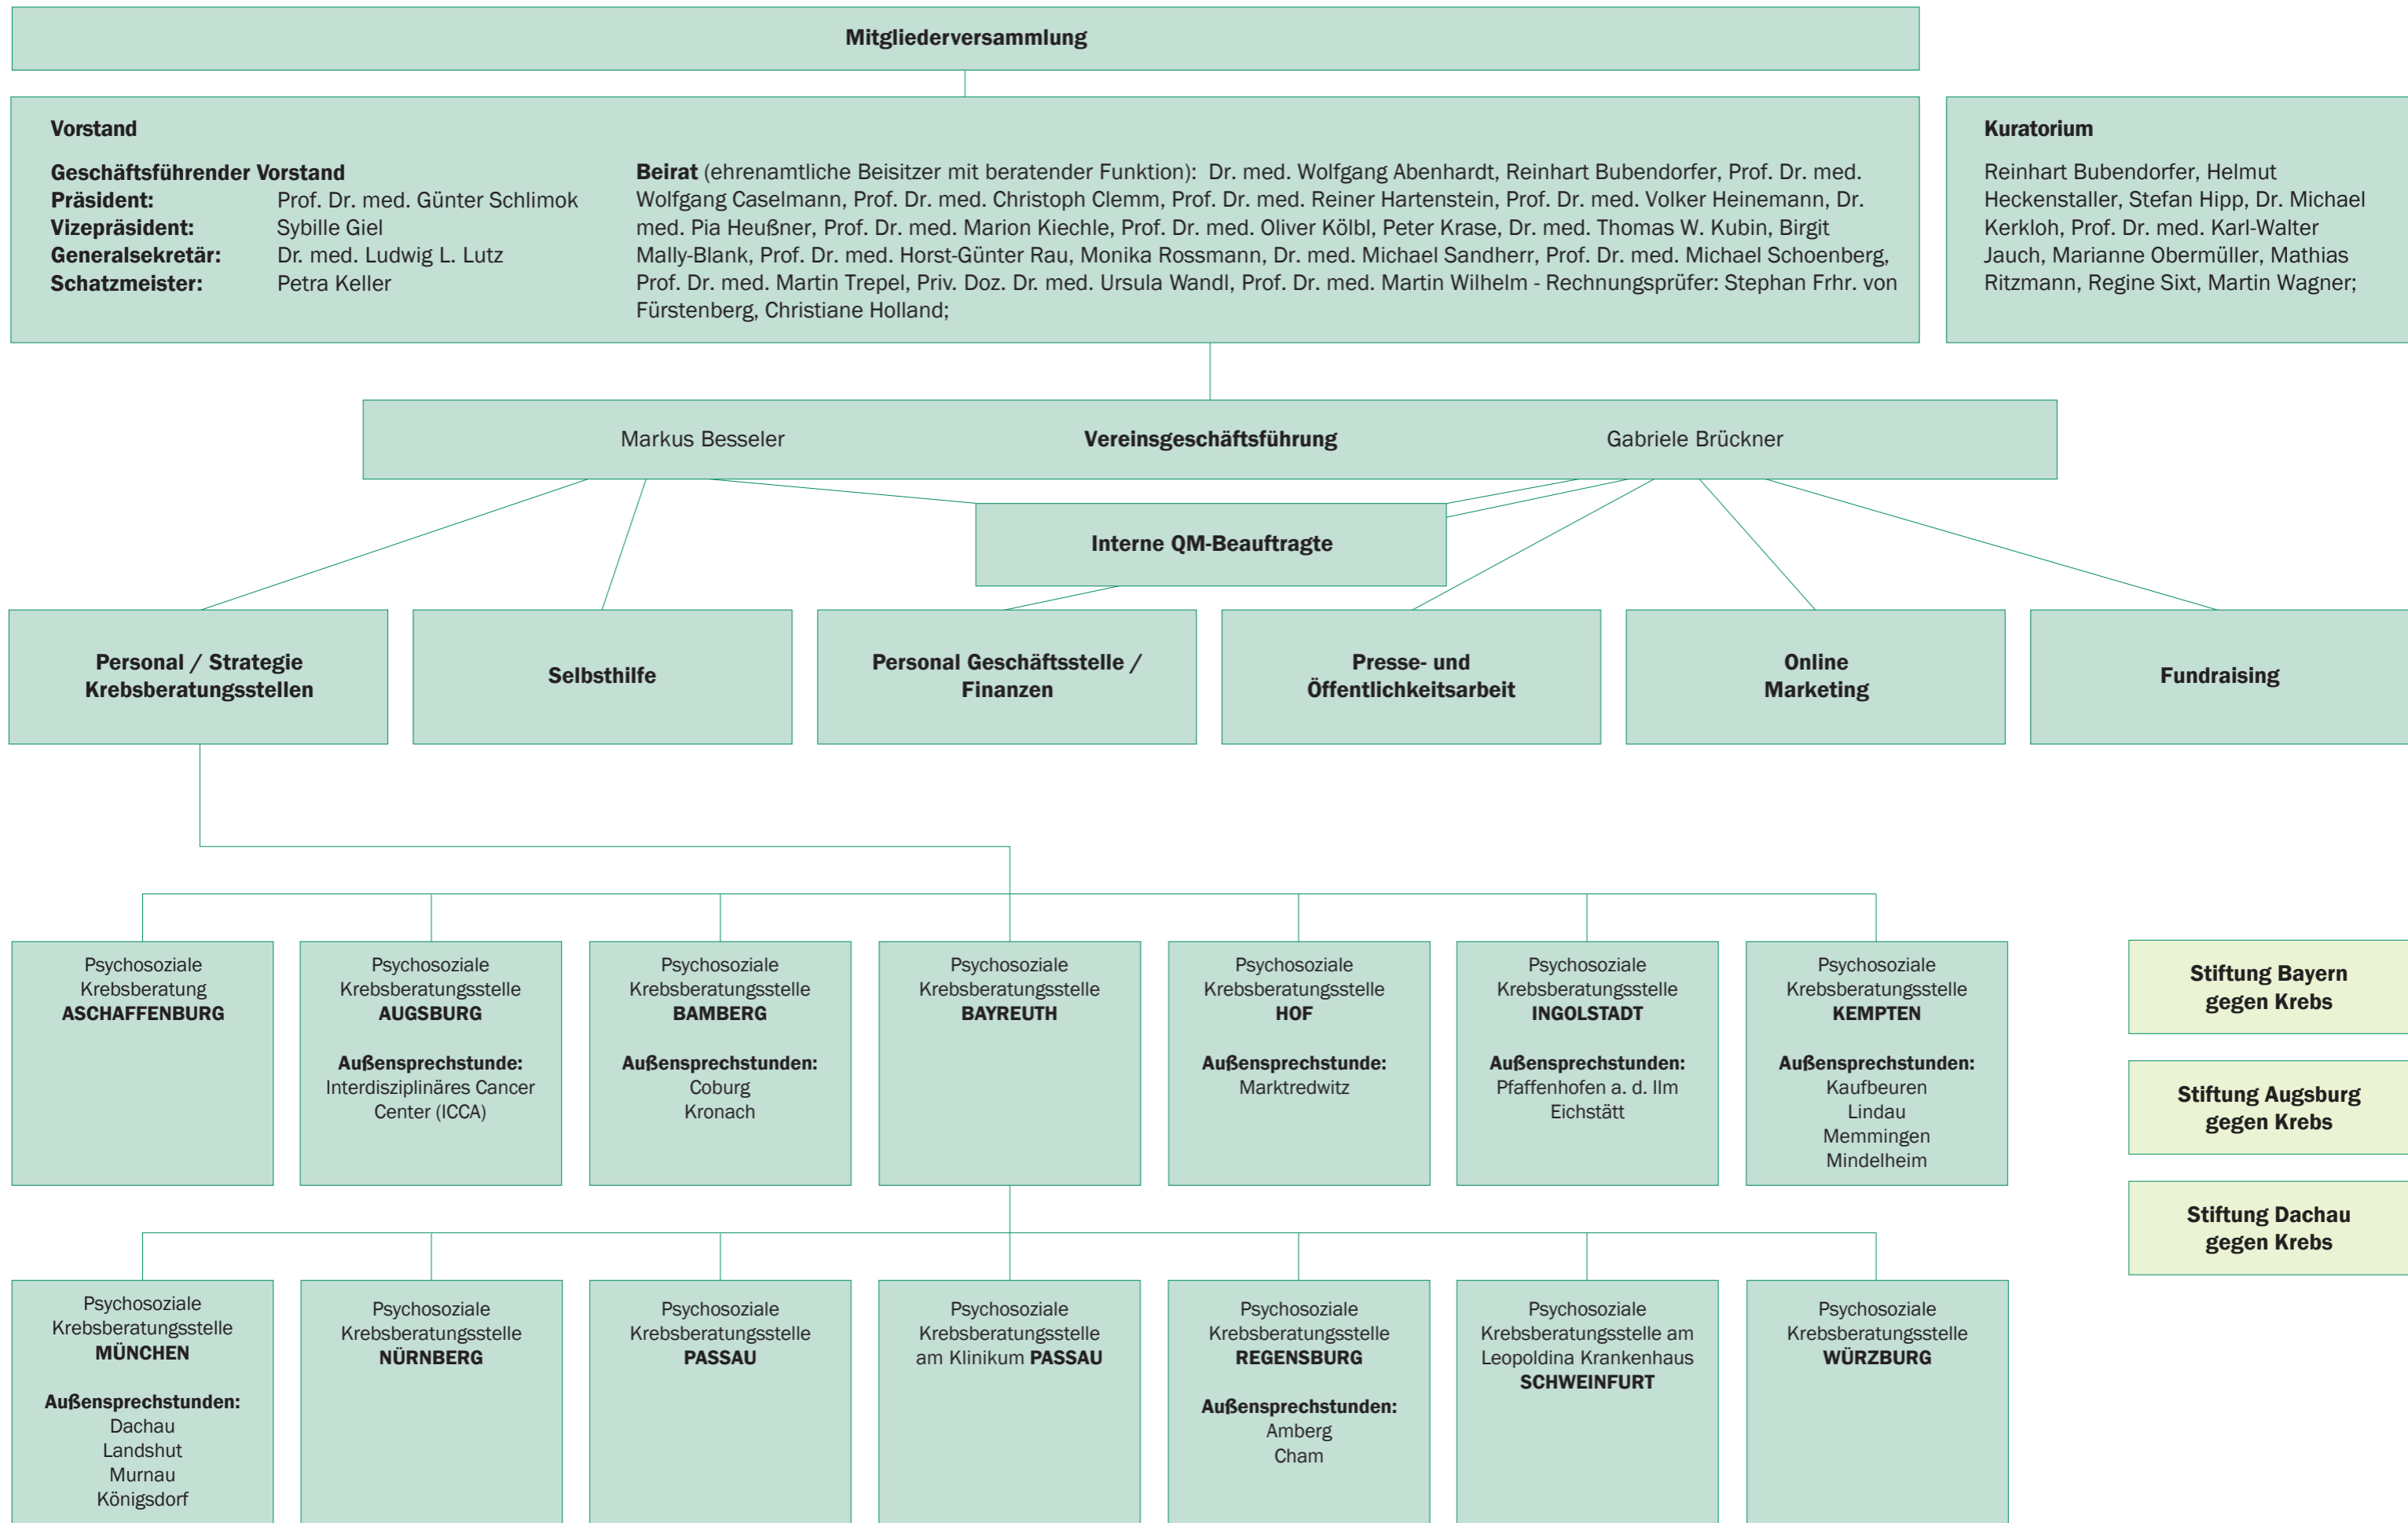 Mitgliederversammlung
Vorstand
Geschäftsführender Vorstand
Präsident: Prof. Dr. med. Günter Schlimok
Vizepräsident: Sybille Giel
Generalsekretär: Dr. med. Ludwig L. Lutz
Schatzmeister: Petra Keller
Beirat (ehrenamtliche Beisitzer mit beratender Funktion): Dr. med. Wolfgang Abenhardt, Reinhart Bubendorfer, Prof. Dr. med.
Wolfgang Caselmann, Prof. Dr. med. Christoph Clemm, Prof. Dr. med. Reiner Hartenstein, Prof. Dr. med. Volker Heinemann, Dr.
med. Pia Heußner, Prof. Dr. med. Marion Kiechle, Prof. Dr. med. Oliver Kölbl, Peter Krase, Dr. med. Thomas W. Kubin, Birgit
Mally-Blank, Prof. Dr. med. Horst-Günter Rau, Monika Rossmann, Dr. med. Michael Sandherr, Prof. Dr. med. Michael Schoenberg,
Prof. Dr. med. Martin Trepel, Priv. Doz. Dr. med. Ursula Wandl, Prof. Dr. med. Martin Wilhelm - Rechnungsprüfer: Stephan Frhr. von
Fürstenberg, Christiane Holland;
Kuratorium
Reinhart Bubendorfer, Helmut
Heckenstaller, Stefan Hipp, Dr. Michael
Kerkloh, Prof. Dr. med. Karl-Walter
Jauch, Marianne Obermüller, Mathias
Ritzmann, Regine Sixt, Martin Wagner;
Markus Besseler Vereinsgeschäftsführung Gabriele Brückner
Interne QM-Beauftragte
Personal / Strategie
Krebsberatungsstellen
Selbsthilfe
Personal Geschäftsstelle /
Finanzen
Presse- und
Öffentlichkeitsarbeit
Online
Marketing
Fundraising
Psychosoziale
Krebsberatung
ASCHAFFENBURG
Psychosoziale
Krebsberatungsstelle
AUGSBURG
Außensprechstunde:
Interdisziplinäres Cancer
Center (ICCA)
Psychosoziale
Krebsberatungsstelle
BAMBERG
Außensprechstunden:
Coburg
Kronach
Psychosoziale
Krebsberatungsstelle
BAYREUTH
Psychosoziale
Krebsberatungsstelle
HOF
Außensprechstunde:
Marktredwitz
Psychosoziale
Krebsberatungsstelle
INGOLSTADT
Außensprechstunden:
Pfaffenhofen a. d. Ilm
Eichstätt
Psychosoziale
Krebsberatungsstelle
KEMPTEN
Außensprechstunden:
Kaufbeuren
Lindau
Memmingen
Mindelheim
Stiftung Bayern
gegen Krebs
Stiftung Augsburg
gegen Krebs
Stiftung Dachau
gegen Krebs
Psychosoziale
Krebsberatungsstelle
MÜNCHEN
Außensprechstunden:
Dachau
Landshut
Murnau
Königsdorf
Psychosoziale
Krebsberatungsstelle
NÜRNBERG
Psychosoziale
Krebsberatungsstelle
PASSAU
Psychosoziale
Krebsberatungsstelle
am Klinikum PASSAU
Psychosoziale
Krebsberatungsstelle
REGENSBURG
Außensprechstunden:
Amberg
Cham
Psychosoziale
Krebsberatungsstelle am
Leopoldina Krankenhaus
SCHWEINFURT
Psychosoziale
Krebsberatungsstelle
WÜRZBURG